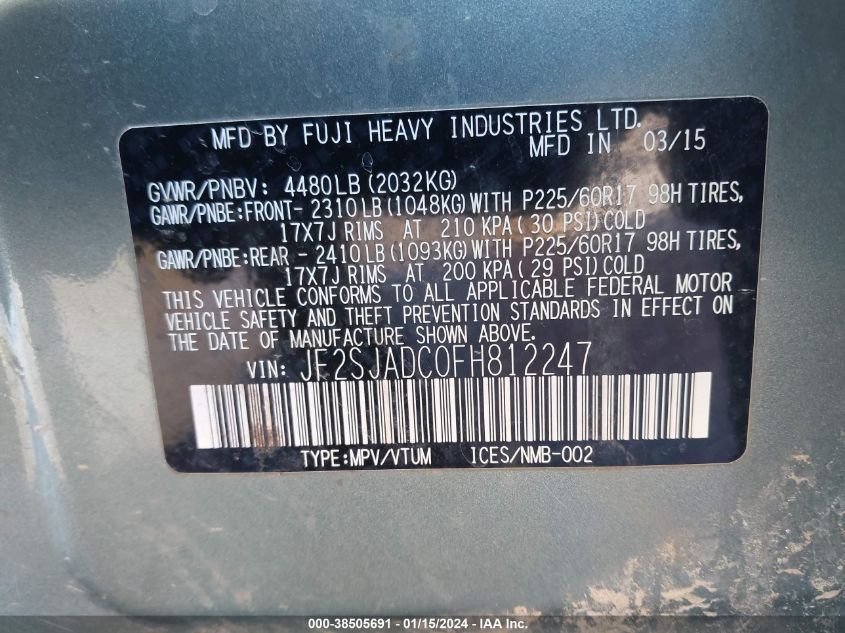 MFD BY FUJI HEAVY INDUSTRIES LTD.
MFD IN 03/15
GVWR/PNBV: 4480LB (2032KG)
GAWR/PNBE:FRONT- 2310LB (1048KG) WITH P225/60R17 98H TIRES,
17X7J RIMS AT 210 KPA( 30 PSI) COLD
GAWR/PNBE:REAR - 2410LB (1093KG) WITH P225/60R17 98H TIRES,
17X7J RIMS AT 200 KPA( 29 PSI) COLD
THIS VEHICLE CONFORMS TO ALL APPLICABLE FEDERAL MOTOR
VEHICLE SAFETY AND THEFT PREVENTION STANDARDS IN EFFECT ON
THE DATE OF MANUFACTURE SHOWN ABOVE.
VIN: JF2SJADC0FH812247
TYPE:MPV/VTUM ICES/NMB-002
000-38505691 - 01/15/2024 - IAA Inc.